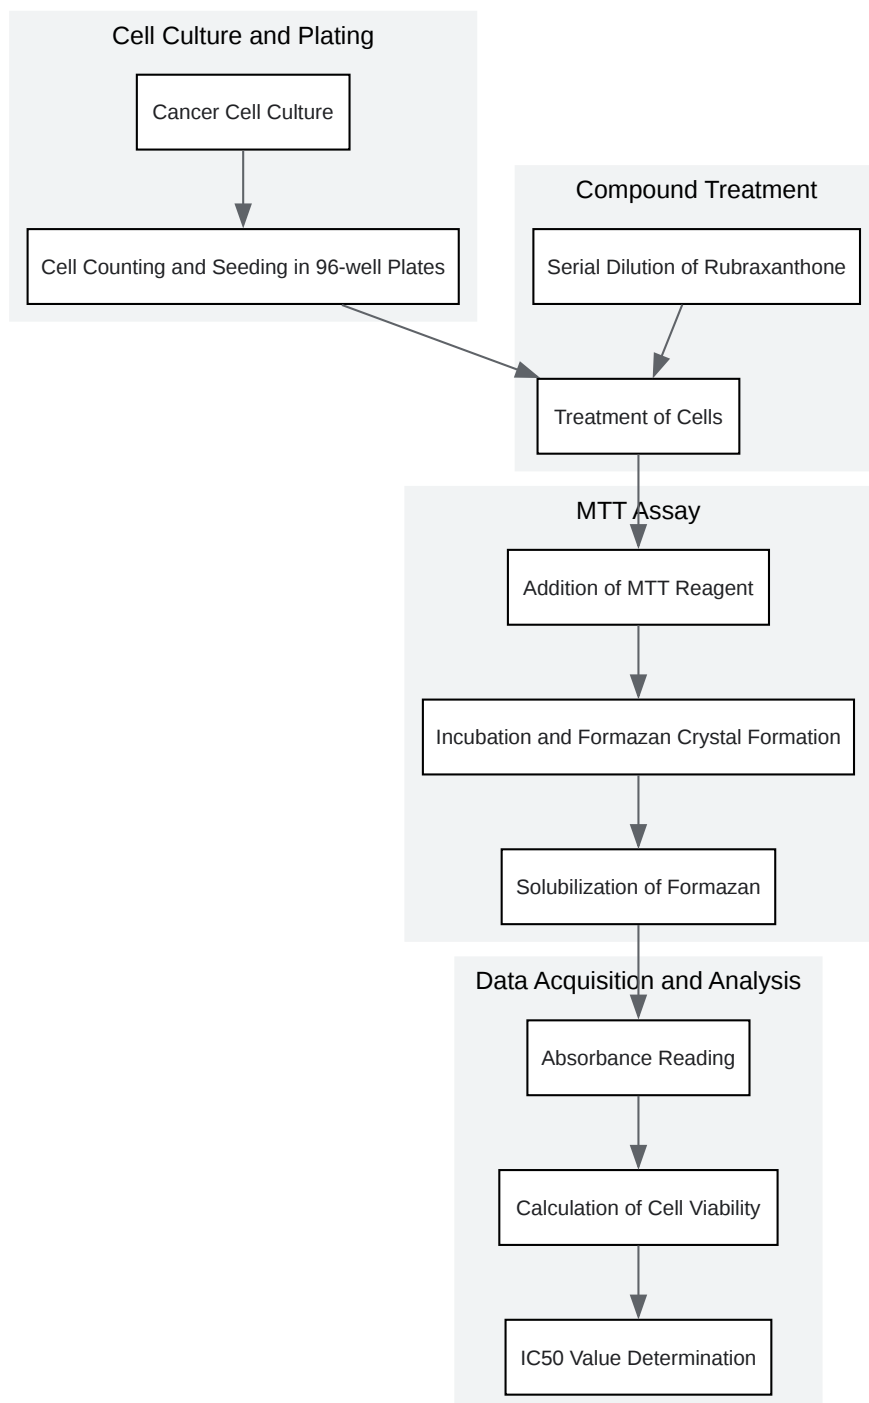 Cell Culture and Plating
Cancer Cell Culture
Cell Counting and Seeding in 96-well Plates
Compound Treatment
Serial Dilution of Rubraxanthone
Treatment of Cells
MTT Assay
Addition of MTT Reagent
Incubation and Formazan Crystal Formation
Solubilization of Formazan
Data Acquisition and Analysis
Absorbance Reading
Calculation of Cell Viability
IC50 Value Determination